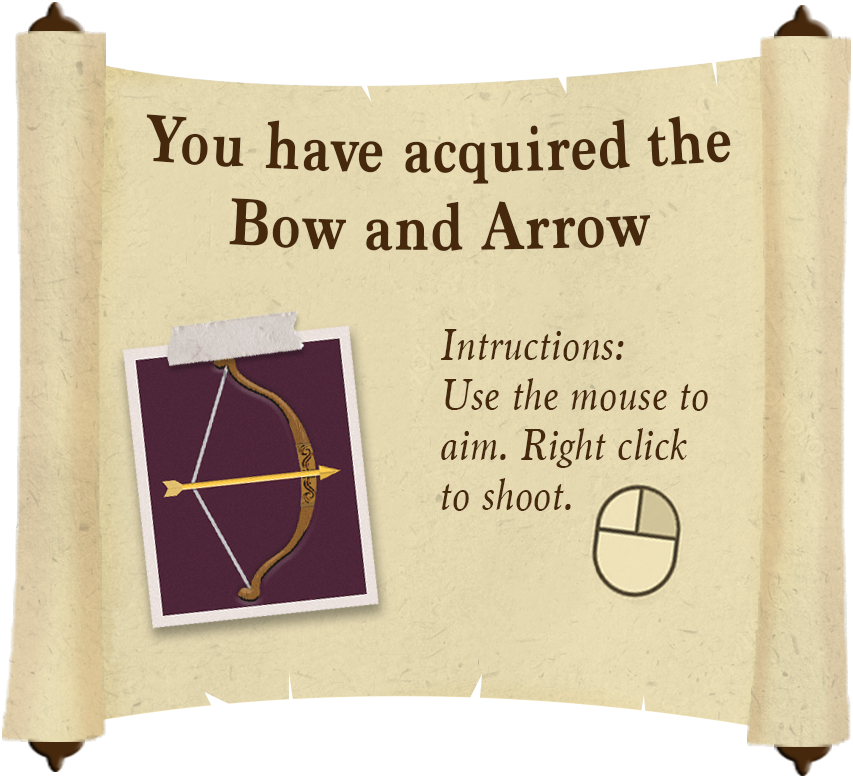 You have acquired the
Bow and Arrow
Intructions:
Use the mouse to
aim. Right click
to shoot.